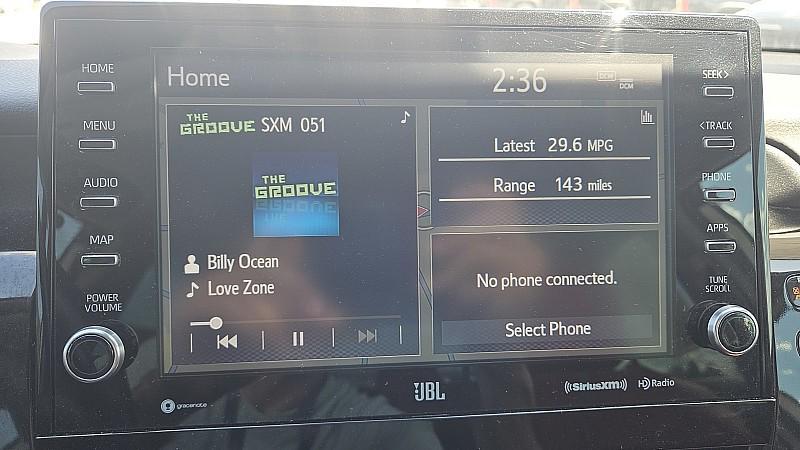 HOME
MENU
AUDIO
MAP
POWER
VOLUME
Home
2:36
DCM
THE
GROOVE SXM 051
THE
GROOVE
Billy Ocean
Love Zone
Latest 29.6 MPG
Range 143 miles
No phone connected.
Select Phone
SEEK>
<TRACK
PHONE
APPS
TUNE
SCROLL
gracenote
JBL
((SiriusXM))
HD Radio